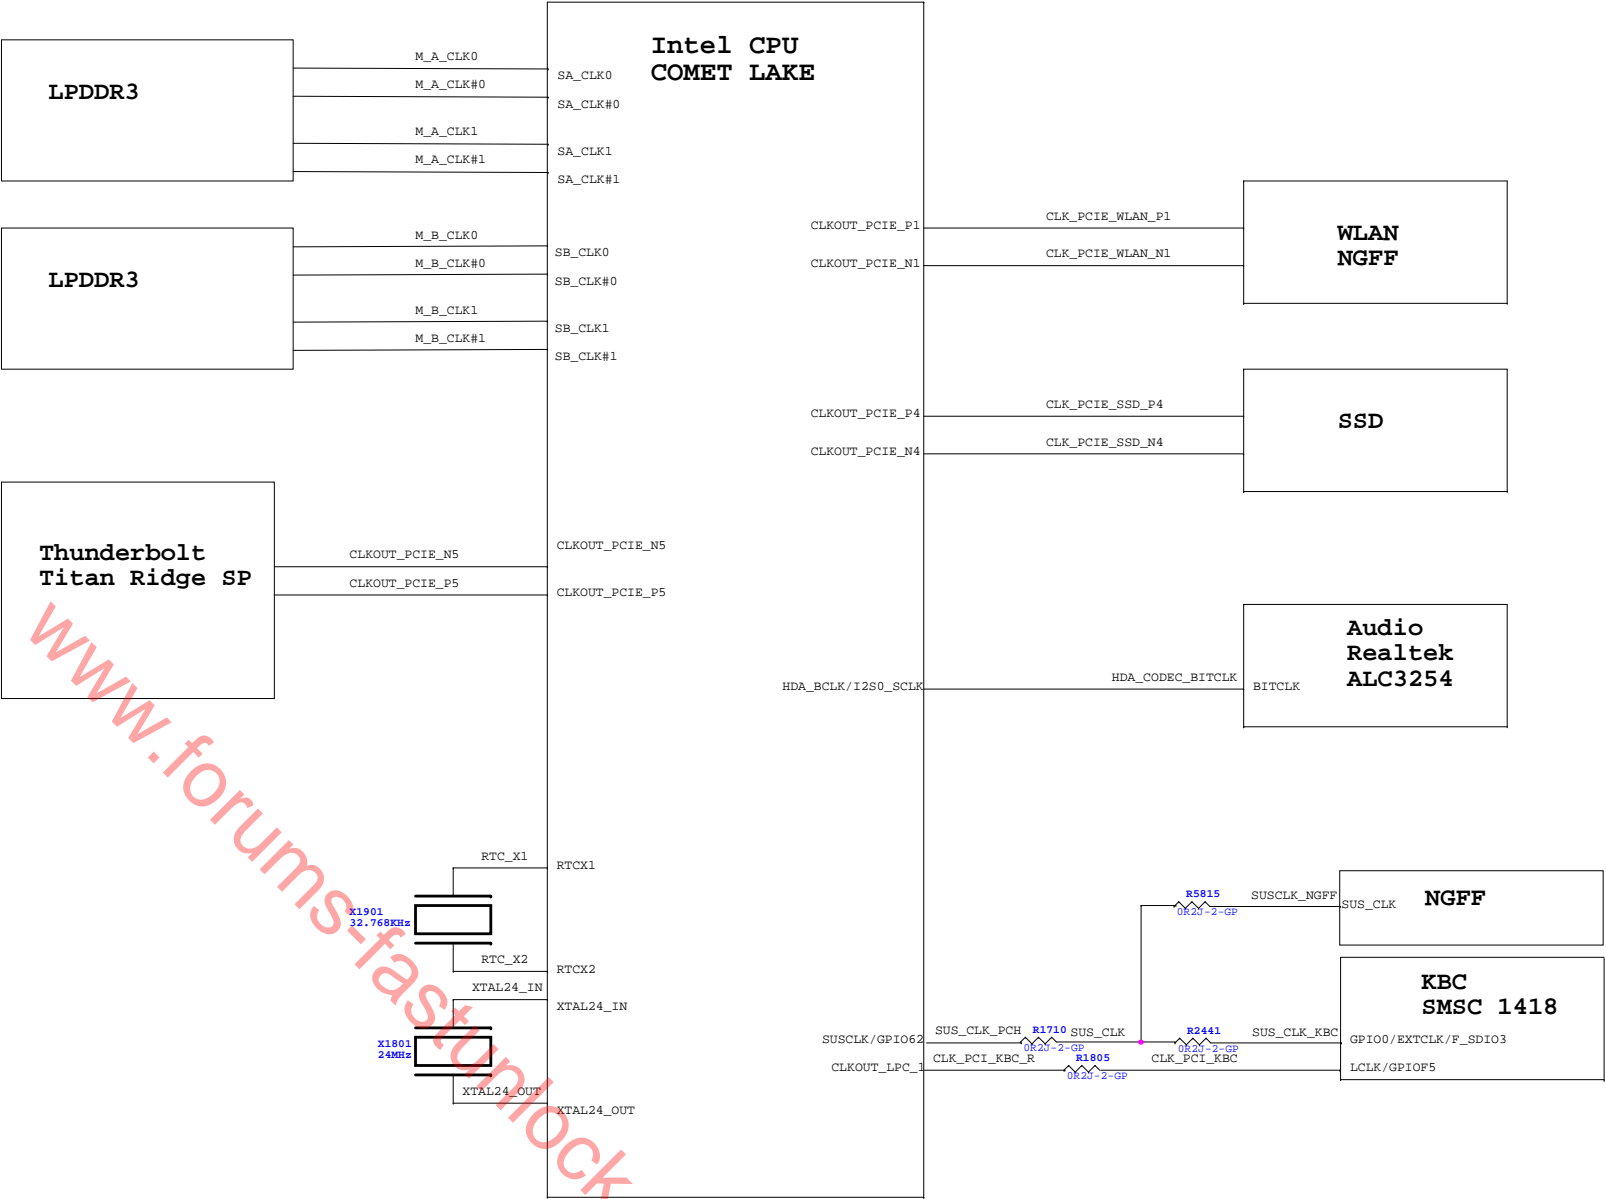 Intel CPU
COMET LAKE
LPDDR3
M_A_CLK0
M_A_CLK#0
M_A_CLK1
M_A_CLK#1
SA_CLK0
SA_CLK#0
SA_CLK1
SA_CLK#1
LPDDR3
M_B_CLK0
M_B_CLK#0
M_B_CLK1
M_B_CLK#1
SB_CLK0
SB_CLK#0
SB_CLK1
SB_CLK#1
CLKOUT_PCIE_P1
CLK_PCIE_WLAN_P1
CLKOUT_PCIE_N1
CLK_PCIE_WLAN_N1
WLAN
NGFF
CLKOUT_PCIE_P4
CLK_PCIE_SSD_P4
CLKOUT_PCIE_N4
CLK_PCIE_SSD_N4
SSD
Thunderbolt
Titan Ridge SP
CLKOUT_PCIE_N5
CLKOUT_PCIE_P5
CLKOUT_PCIE_N5
CLKOUT_PCIE_P5
HDA_BCLK/I2S0_SCLK
HDA_CODEC_BITCLK
BITCLK
Audio
Realtek
ALC3254
RTC_X1
RTCX1
X1901
32.768KHz
RTC_X2
RTCX2
XTAL24_IN
XTAL24_IN
X1801
24MHz
XTAL24_OUT
XTAL24_OUT
R5815
0R2J-2-GP
SUSCLK_NGFF
SUS_CLK
NGFF
KBC
SMSC 1418
SUSCLK/GPIO62
SUS_CLK_PCH
R1710
0R2J-2-GP
SUS_CLK
R2441
0R2J-2-GP
SUS_CLK_KBC
GPIO0/EXTCLK/F_SDIO3
CLKOUT_LPC_1
CLK_PCI_KBC_R
R1805
0R2J-2-GP
CLK_PCI_KBC
LCLK/GPIOF5
www.forums-fastunlock